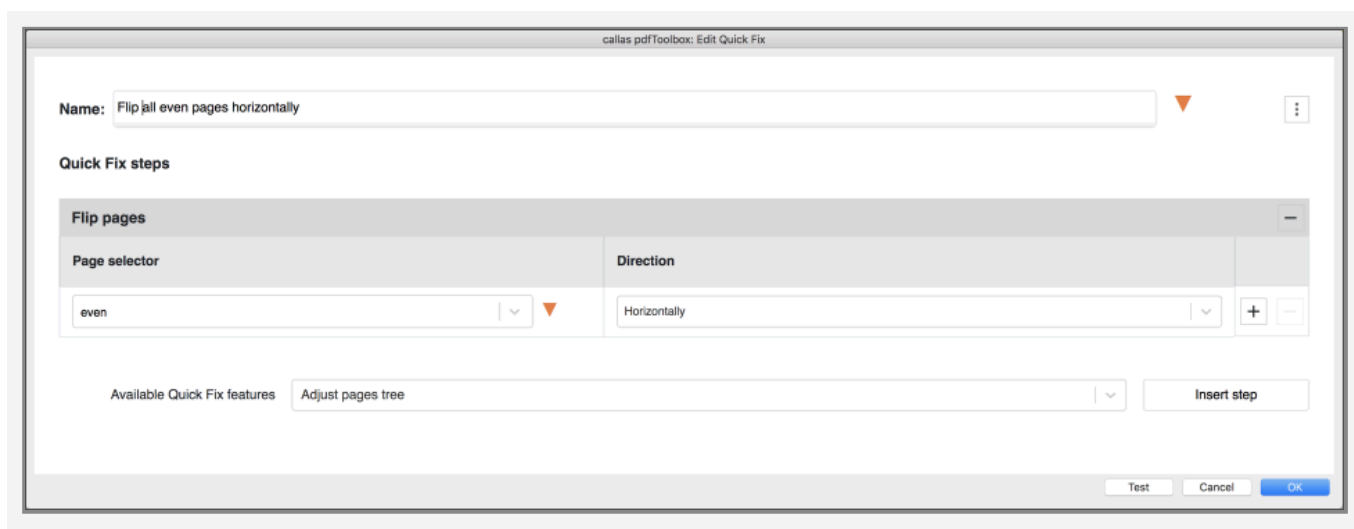 callas pdfToolbox: Edit Quick Fix
Name: Flip all even pages horizontally
Quick Fix steps
Flip pages
Page selector Direction
even Horizontally
Available Quick Fix features Adjust pages tree Insert step
Test Cancel OK